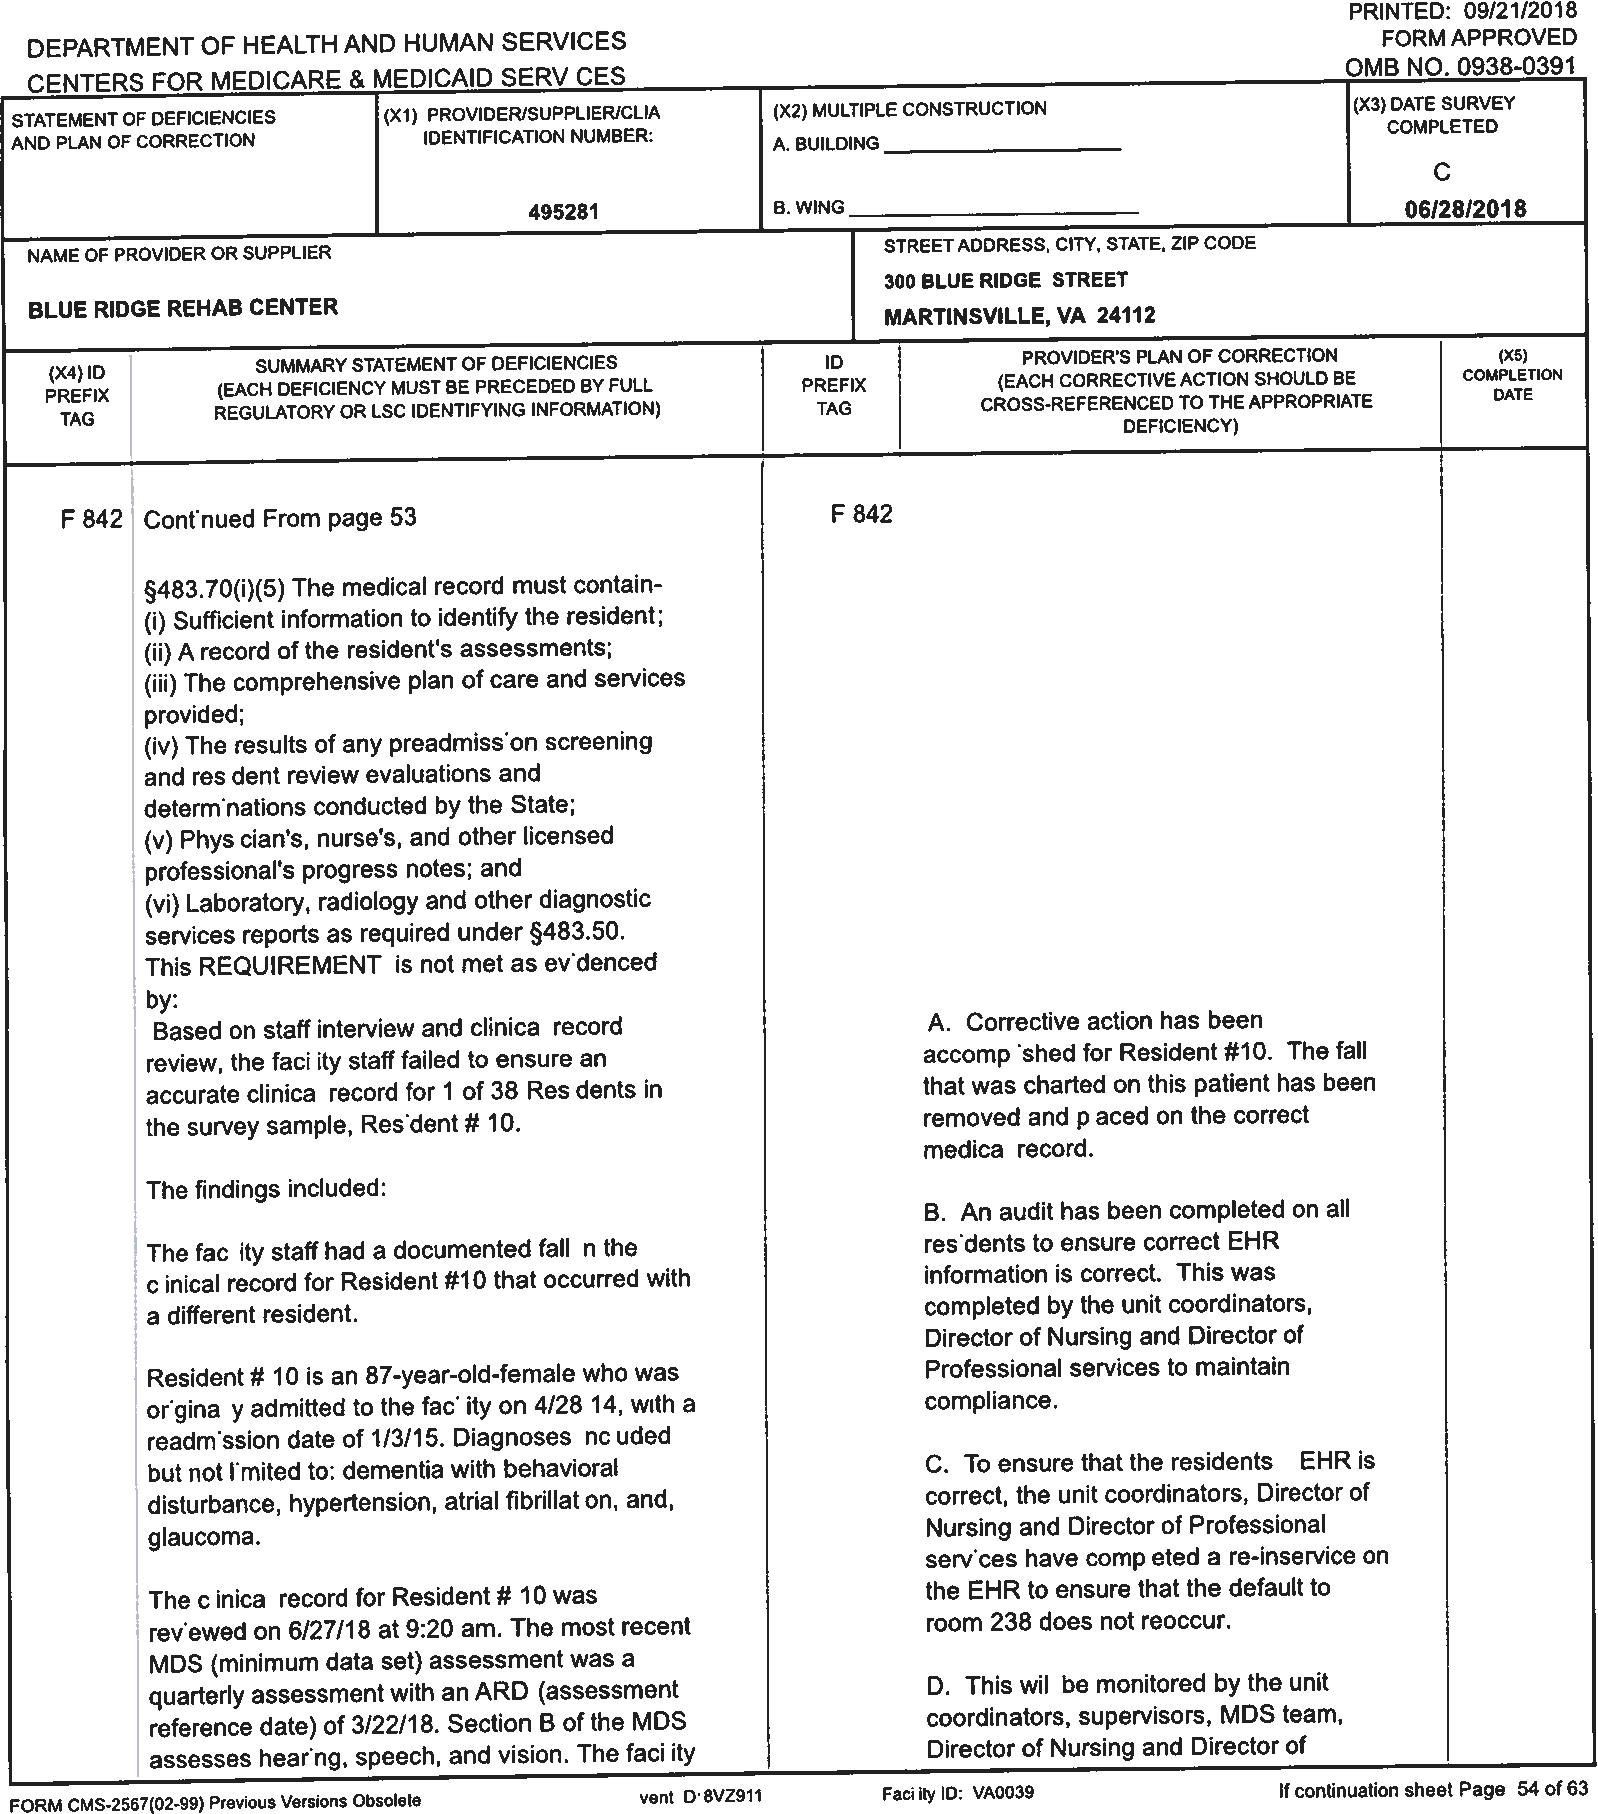 PRINTED: 09/21/2018
FORM APPROVED
OMB NO. 0938-0391
DEPARTMENT OF HEALTH AND HUMAN SERVICES
CENTERS FOR MEDICARE & MEDICAID SERV CES
STATEMENT OF DEFICIENCIES
AND PLAN OF CORRECTION
(X1) PROVIDER/SUPPLIER/CLIA
IDENTIFICATION NUMBER:
495281
(X2) MULTIPLE CONSTRUCTION
A. BUILDING
B. WING
(X3) DATE SURVEY
COMPLETED
C
06/28/2018
NAME OF PROVIDER OR SUPPLIER
BLUE RIDGE REHAB CENTER
STREET ADDRESS, CITY, STATE, ZIP CODE
300 BLUE RIDGE STREET
MARTINSVILLE, VA 24112
(X4) ID
PREFIX
TAG
SUMMARY STATEMENT OF DEFICIENCIES
(EACH DEFICIENCY MUST BE PRECEDED BY FULL
REGULATORY OR LSC IDENTIFYING INFORMATION)
ID
PREFIX
TAG
PROVIDER'S PLAN OF CORRECTION
(EACH CORRECTIVE ACTION SHOULD BE
CROSS-REFERENCED TO THE APPROPRIATE
DEFICIENCY)
(X5)
COMPLETION
DATE
F 842
Cont'nued From page 53
§483.70(i)(5) The medical record must contain-
(i) Sufficient information to identify the resident;
(ii) A record of the resident's assessments;
(iii) The comprehensive plan of care and services
provided;
(iv) The results of any preadmiss'on screening
and res dent review evaluations and
determ'nations conducted by the State;
(v) Phys cian's, nurse's, and other licensed
professional's progress notes; and
(vi) Laboratory, radiology and other diagnostic
services reports as required under §483.50.
This REQUIREMENT is not met as ev'denced
by:
Based on staff interview and clinica record
review, the faci ity staff failed to ensure an
accurate clinica record for 1 of 38 Res dents in
the survey sample, Res'dent # 10.
The findings included:
The fac ity staff had a documented fall n the
c inical record for Resident #10 that occurred with
a different resident.
Resident # 10 is an 87-year-old-female who was
or'gina y admitted to the fac' ity on 4/28 14, with a
readm'ssion date of 1/3/15. Diagnoses nc uded
but not l'mited to: dementia with behavioral
disturbance, hypertension, atrial fibrillat on, and,
glaucoma.
The c inica record for Resident # 10 was
rev'ewed on 6/27/18 at 9:20 am. The most recent
MDS (minimum data set) assessment was a
quarterly assessment with an ARD (assessment
reference date) of 3/22/18. Section B of the MDS
assesses hear'ng, speech, and vision. The faci ity
F 842
A. Corrective action has been
accomp 'shed for Resident #10. The fall
that was charted on this patient has been
removed and p aced on the correct
medica record.
B. An audit has been completed on all
res'dents to ensure correct EHR
information is correct. This was
completed by the unit coordinators,
Director of Nursing and Director of
Professional services to maintain
compliance.
C. To ensure that the residents EHR is
correct, the unit coordinators, Director of
Nursing and Director of Professional
serv'ces have comp eted a re-inservice on
the EHR to ensure that the default to
room 238 does not reoccur.
D. This wil be monitored by the unit
coordinators, supervisors, MDS team,
Director of Nursing and Director of
FORM CMS-2567(02-99) Previous Versions Obsolete
vent D·8VZ911
Faci ity ID: VA0039
If continuation sheet Page 54 of 63